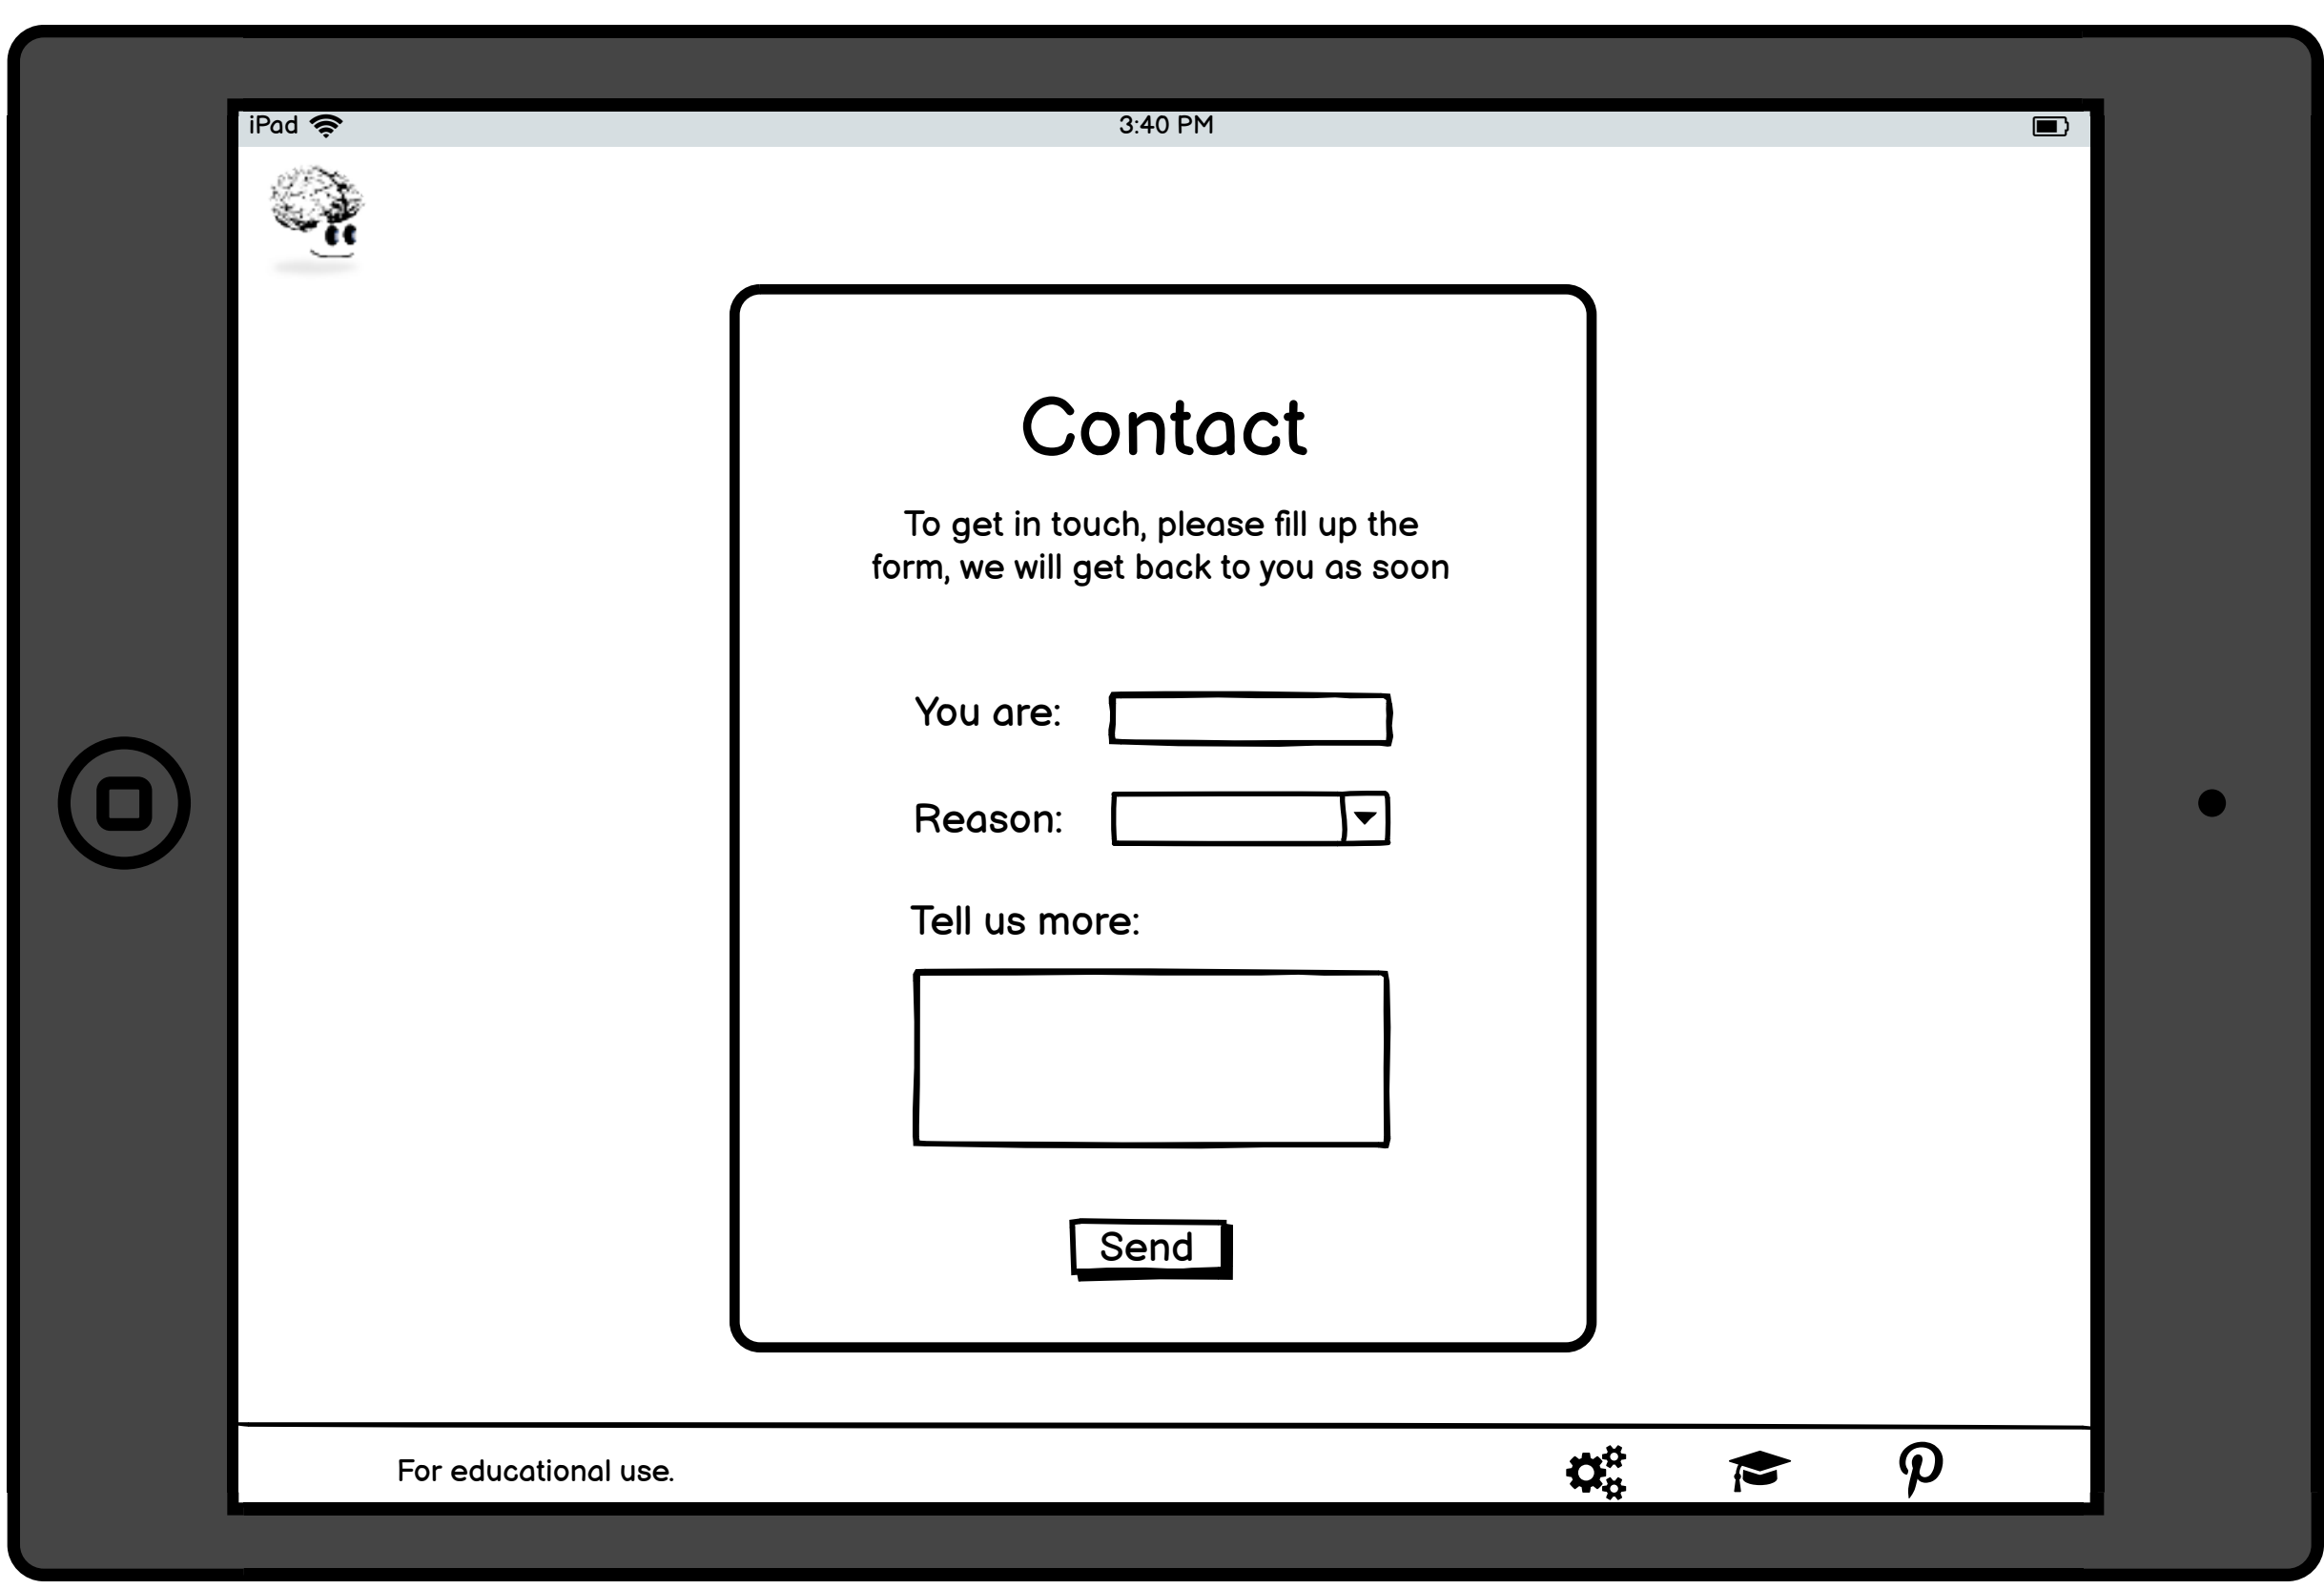 iPad
3:40 PM
Contact
To get in touch, please fill up the
form, we will get back to you as soon
You are:
Reason:
Tell us more:
Send
For educational use.